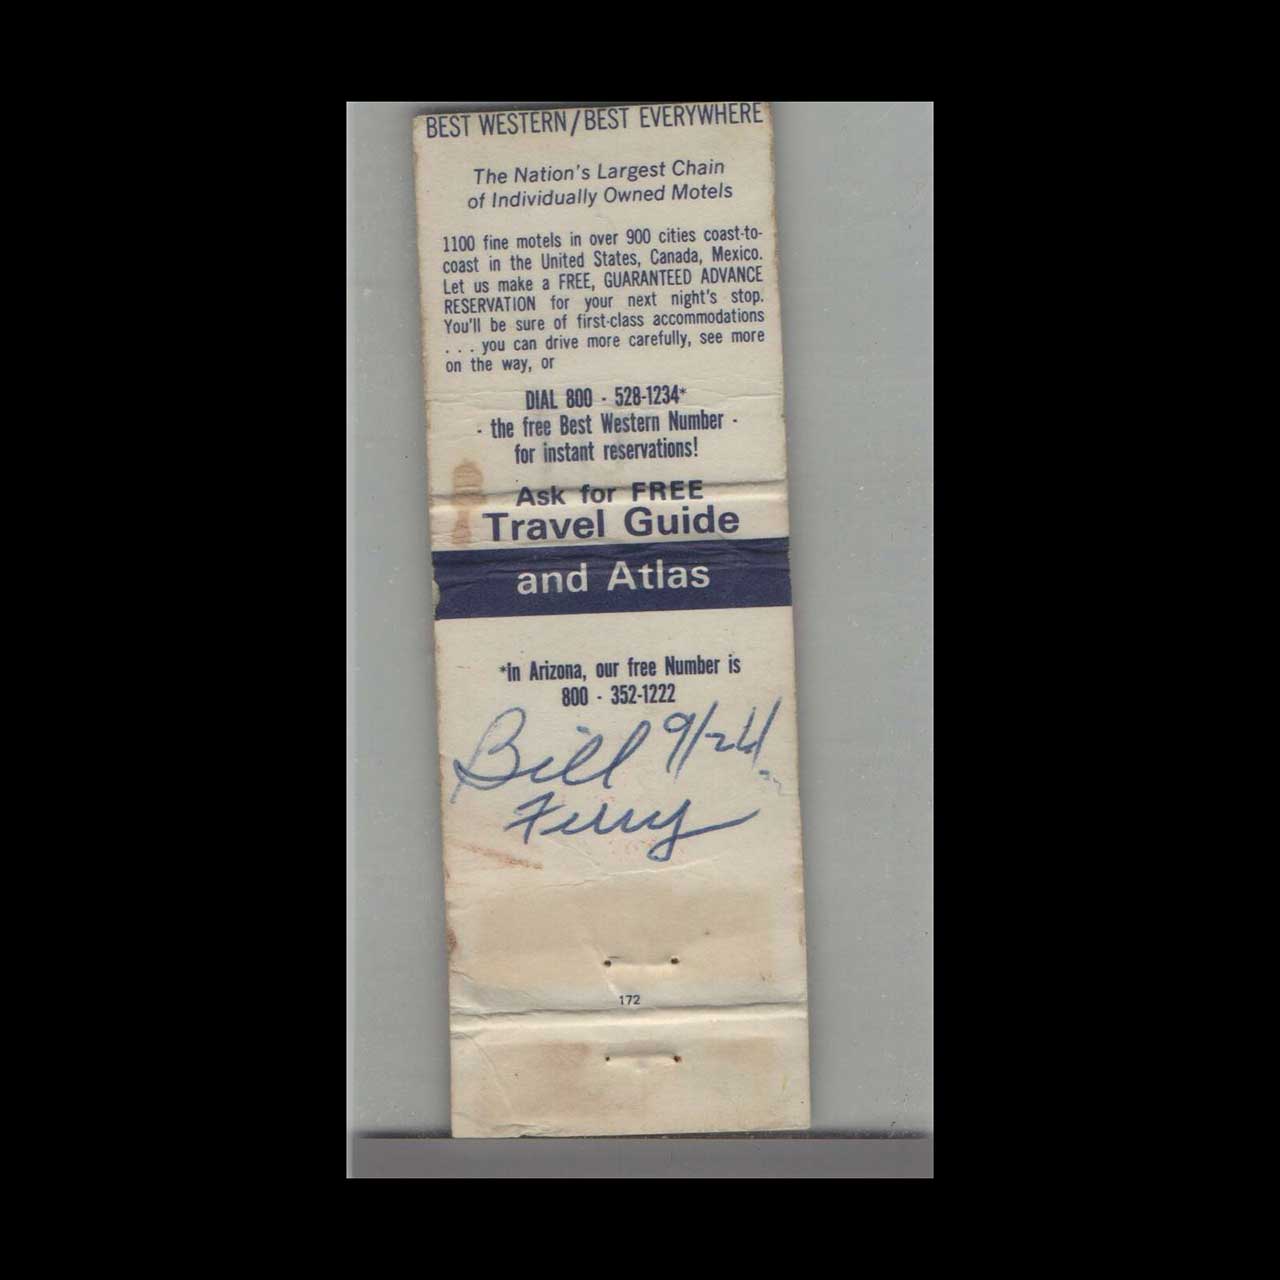 BEST WESTERN/BEST EVERYWHERE
The Nation's Largest Chain
of Individually Owned Motels
1100 fine motels in over 900 cities coast-to-
coast in the United States, Canada, Mexico.
Let us make a FREE, GUARANTEED ADVANCE
RESERVATION for your next night's stop.
You'll be sure of first-class accommodations
. . . you can drive more carefully, see more
on the way, or
DIAL 800 - 528-1234*
- the free Best Western Number -
for instant reservations!
Ask for FREE
Travel Guide
and Atlas
*in Arizona, our free Number is
800 - 352-1222
Bill 9/24
172